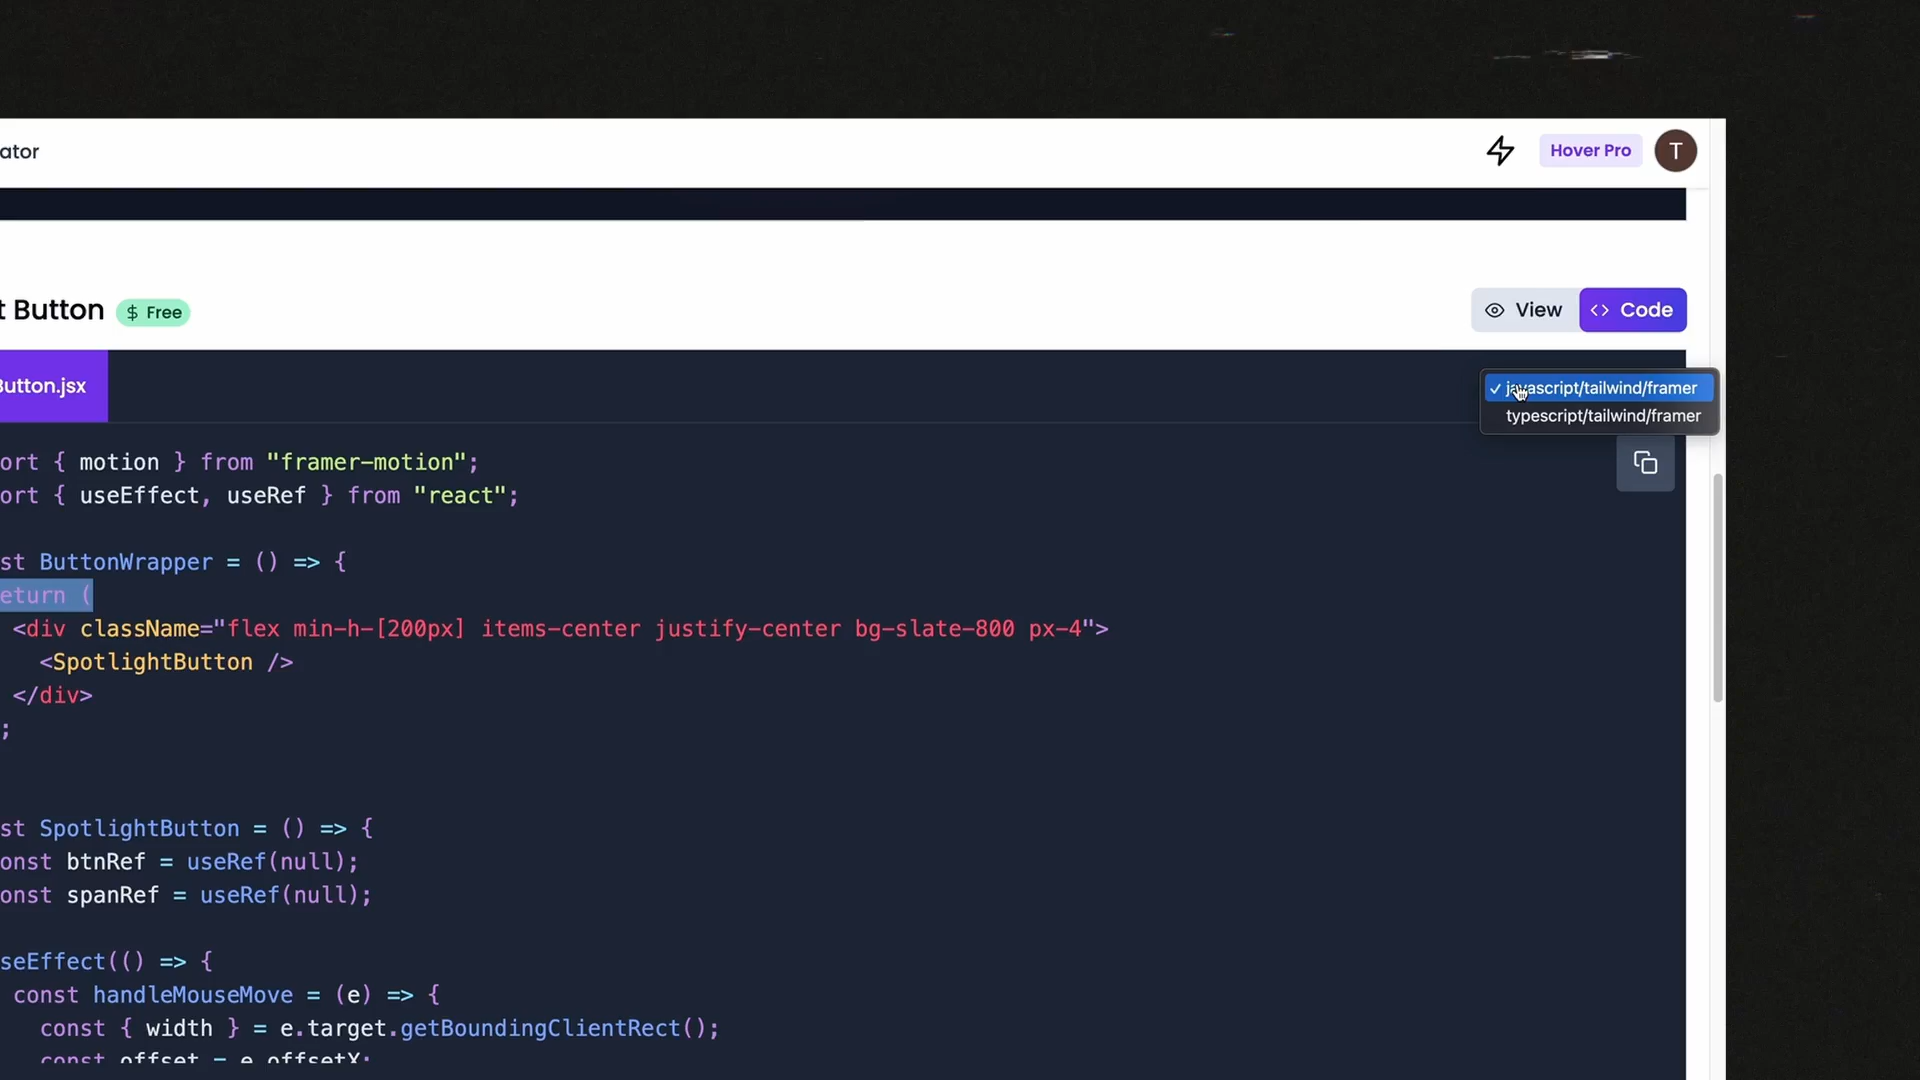 ator
Hover Pro
T
t Button
$ Free
View
<> Code
Button.jsx
✓ javascript/tailwind/framer
typescript/tailwind/framer
ort { motion } from "framer-motion";
ort { useEffect, useRef } from "react";
st ButtonWrapper = () => {
eturn (
<div className="flex min-h-[200px] items-center justify-center bg-slate-800 px-4">
<SpotlightButton />
</div>
;
st SpotlightButton = () => {
onst btnRef = useRef(null);
onst spanRef = useRef(null);
seEffect(() => {
const handleMouseMove = (e) => {
const { width } = e.target.getBoundingClientRect();
const offset = e.offsetX;